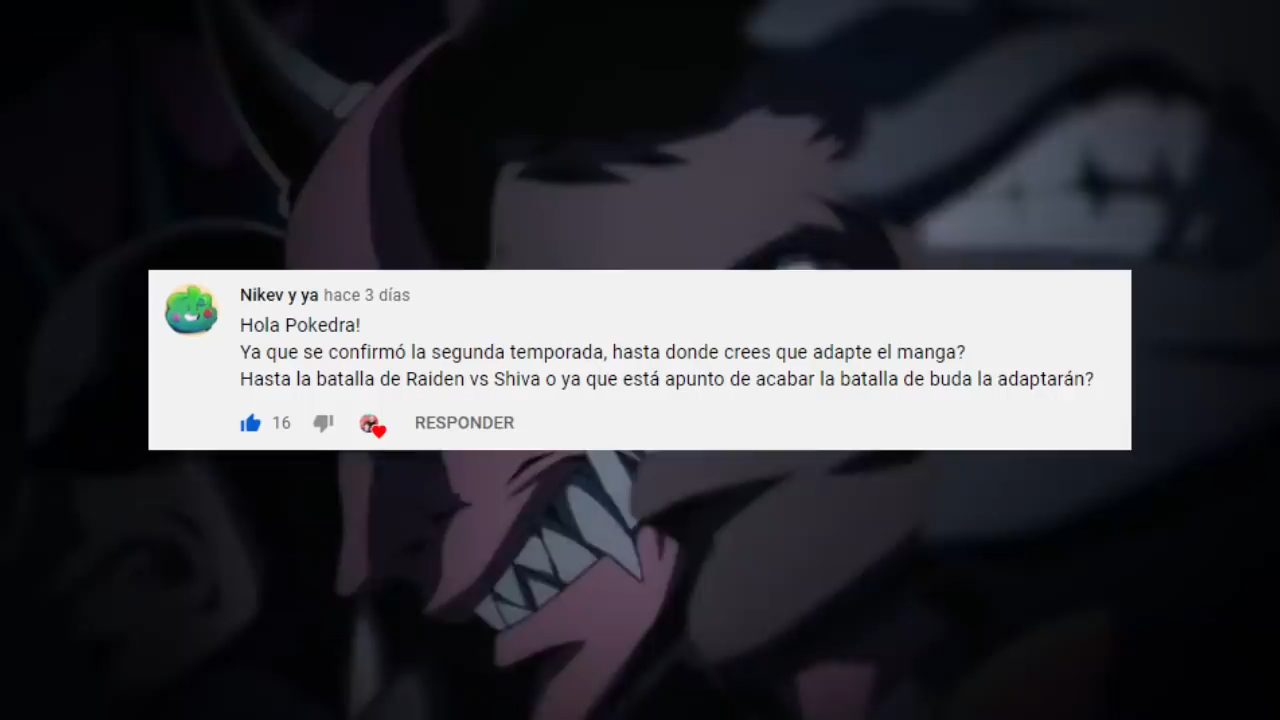 Nikev y ya hace 3 días
Hola Pokedra!
Ya que se confirmó la segunda temporada, hasta donde crees que adapte el manga?
Hasta la batalla de Raiden vs Shiva o ya que está apunto de acabar la batalla de buda la adaptarán?
16 RESPONDER